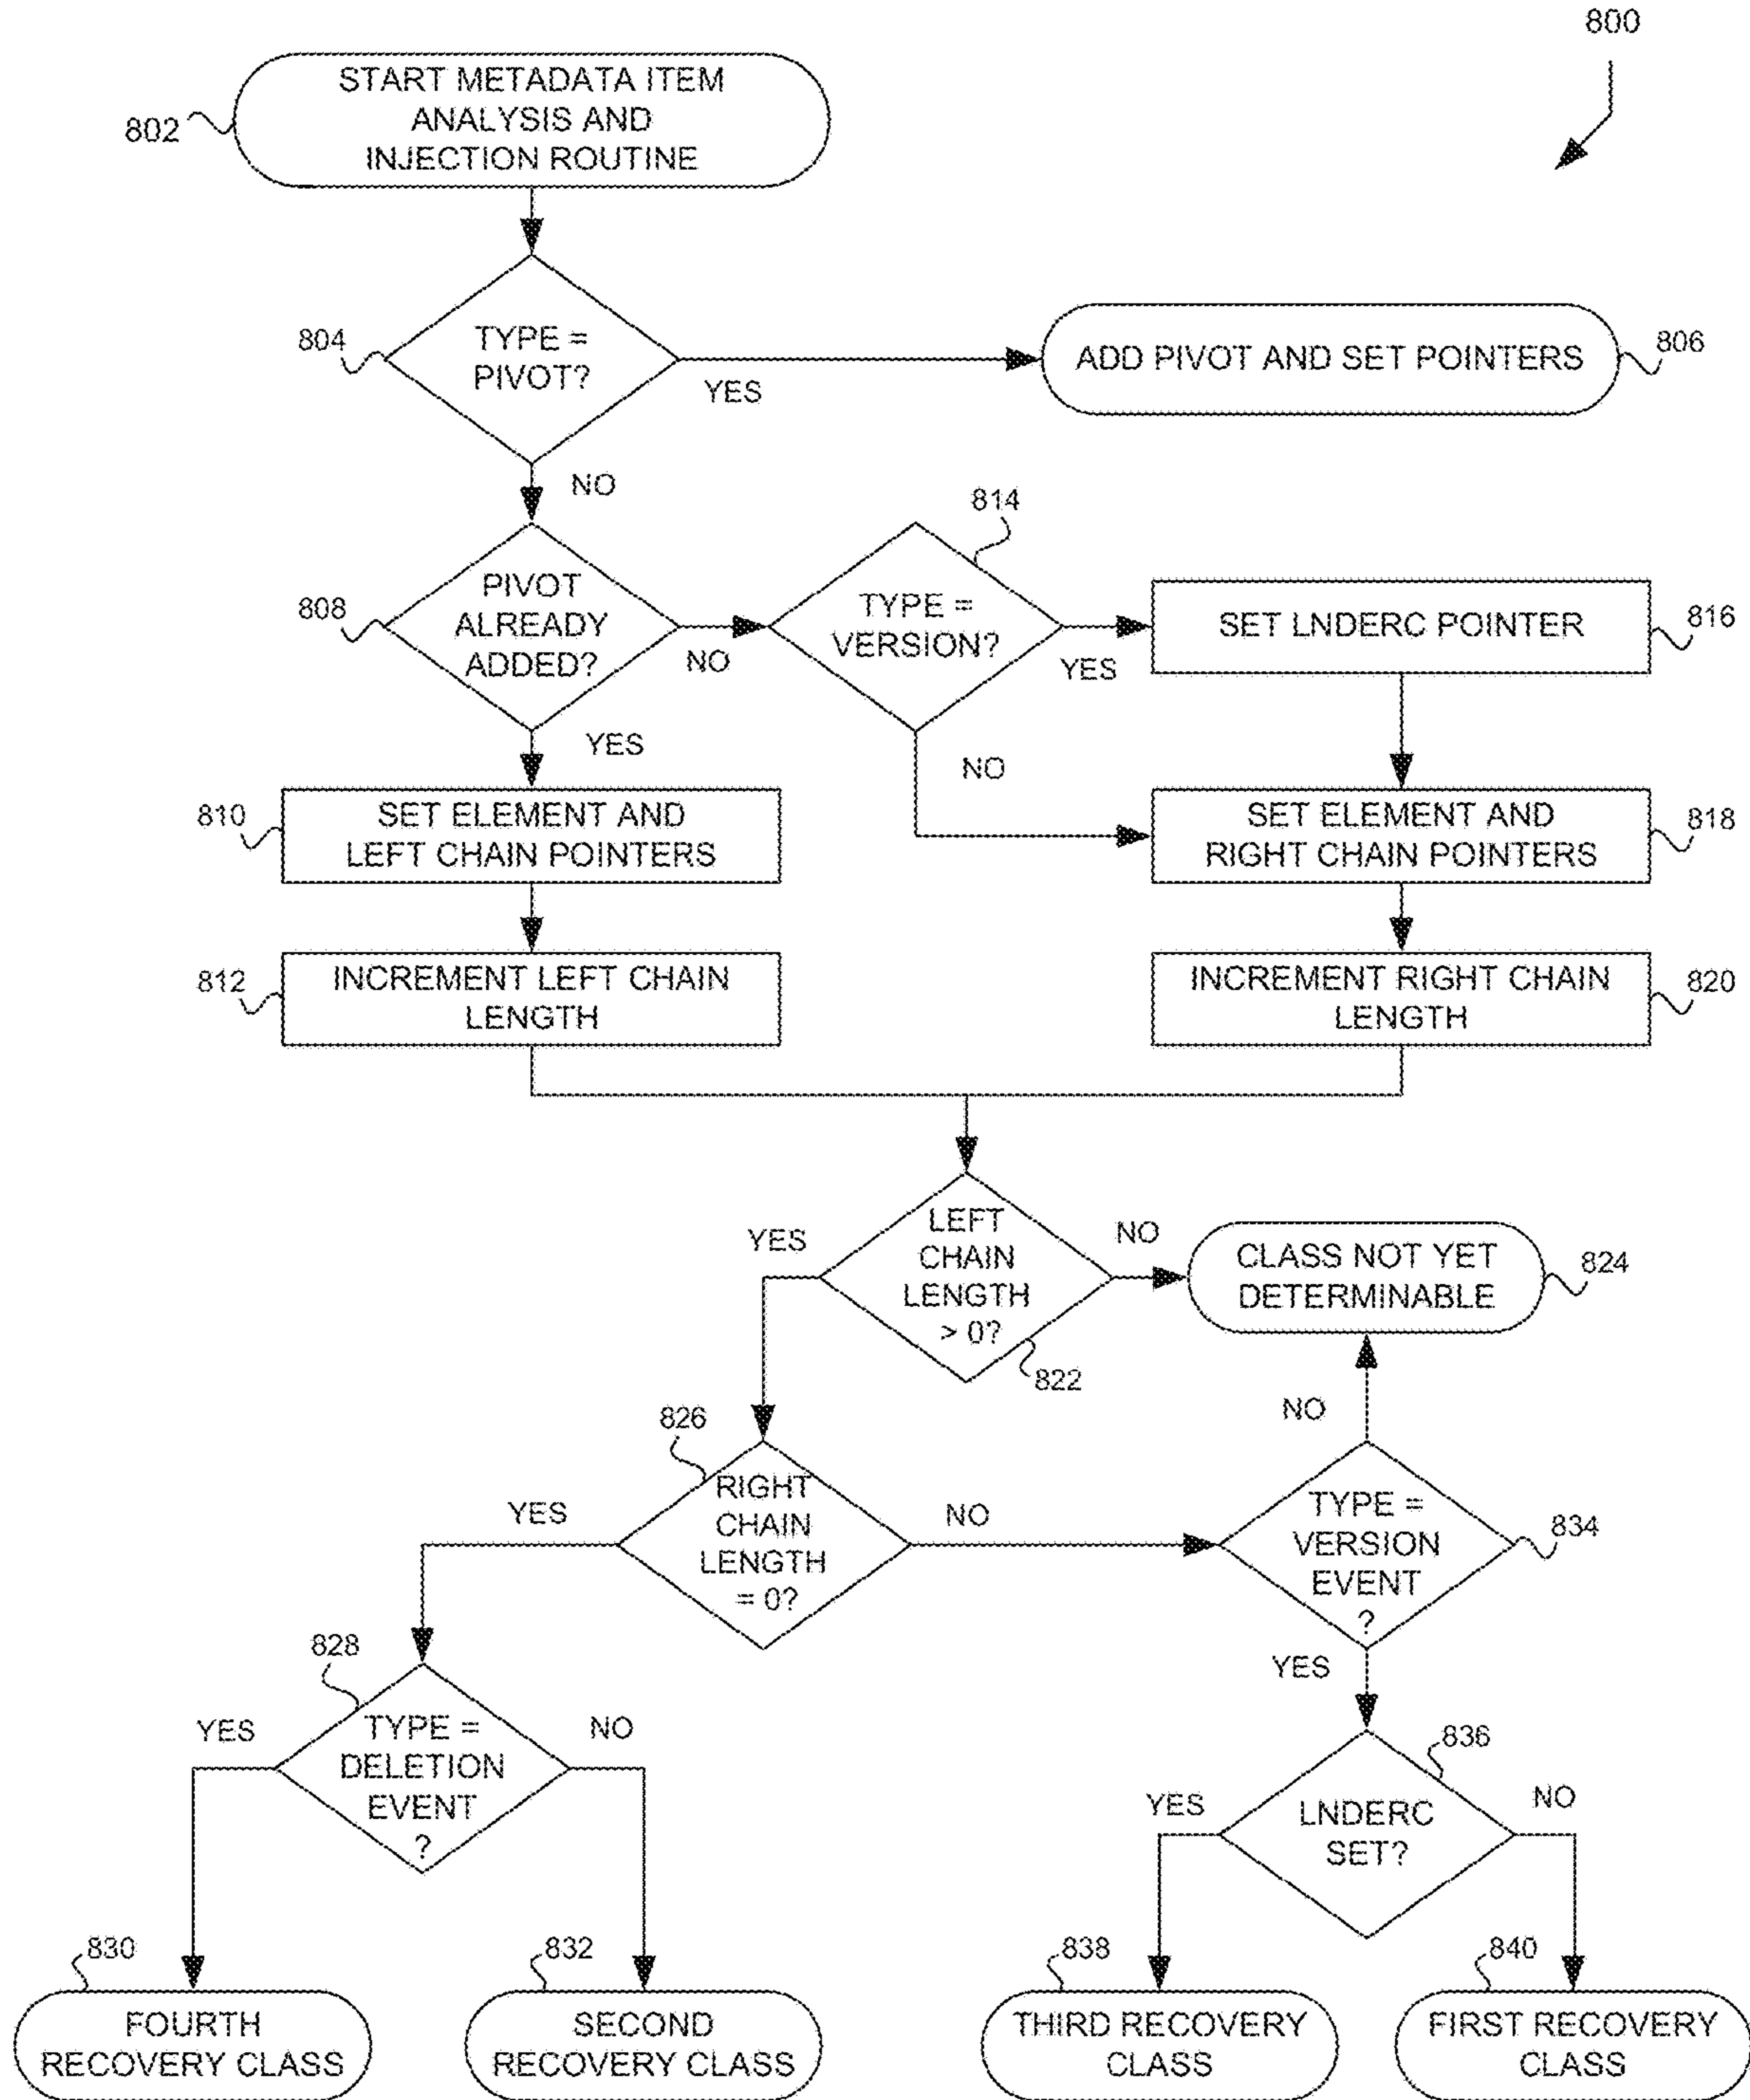 800
START METADATA ITEM
ANALYSIS AND
INJECTION ROUTINE
802
TYPE =
PIVOT?
804
YES
NO
ADD PIVOT AND SET POINTERS
806
PIVOT
ALREADY
ADDED?
808
NO
YES
814
TYPE =
VERSION?
YES
NO
SET LNDERC POINTER
816
810
SET ELEMENT AND
LEFT CHAIN POINTERS
SET ELEMENT AND
RIGHT CHAIN POINTERS
818
812
INCREMENT LEFT CHAIN
LENGTH
INCREMENT RIGHT CHAIN
LENGTH
820
YES
LEFT
CHAIN
LENGTH
> 0?
NO
822
CLASS NOT YET
DETERMINABLE
824
826
YES
RIGHT
CHAIN
LENGTH
= 0?
NO
NO
TYPE =
VERSION
EVENT
?
834
YES
828
YES
TYPE =
DELETION
EVENT
?
NO
836
YES
LNDERC
SET?
NO
830
FOURTH
RECOVERY CLASS
832
SECOND
RECOVERY CLASS
838
THIRD RECOVERY
CLASS
840
FIRST RECOVERY
CLASS